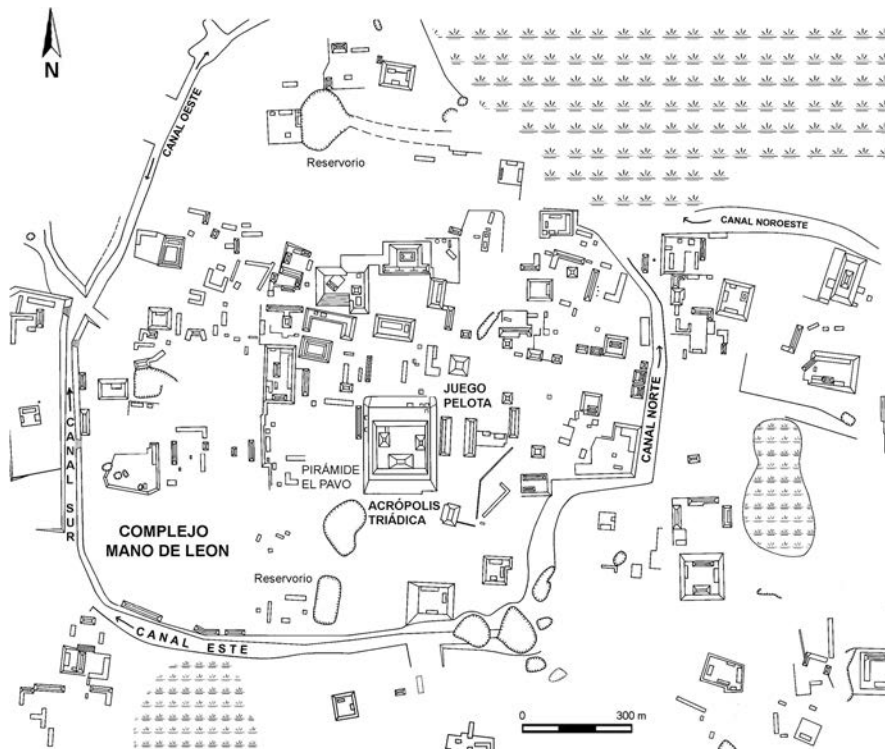 N
CANAL OESTE
Reservorio
CANAL NOROESTE
JUEGO
PELOTA
CANAL NORTE
CANAL SUR
PIRÁMIDE
EL PAVO
ACRÓPOLIS
TRIÁDICA
COMPLEJO
MANO DE LEON
Reservorio
CANAL ESTE
0 300 m